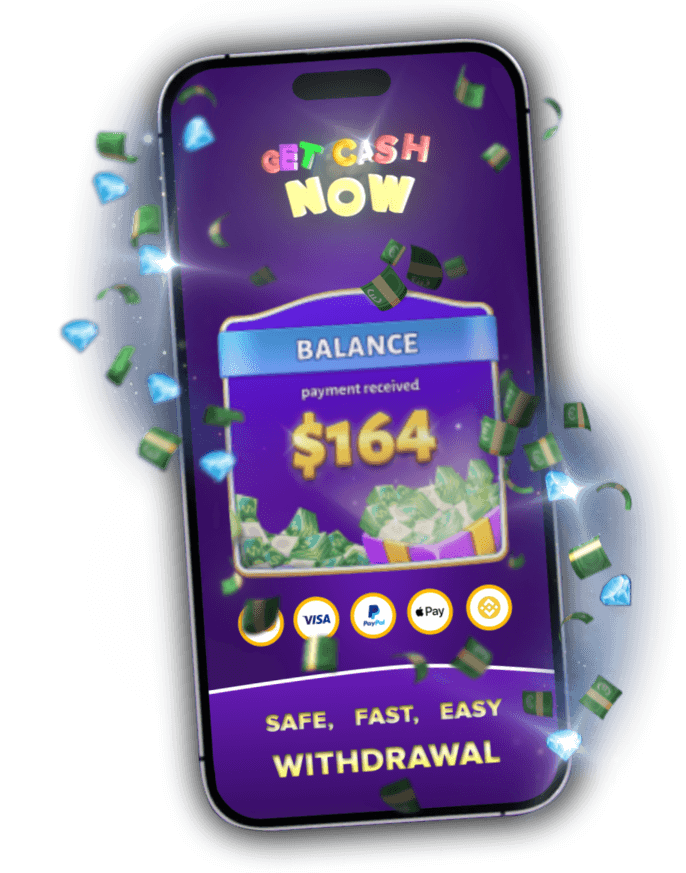 GET CASH
NOW
BALANCE
payment received
$164
VISA
PayPal
Pay
SAFE, FAST, EASY
WITHDRAWAL